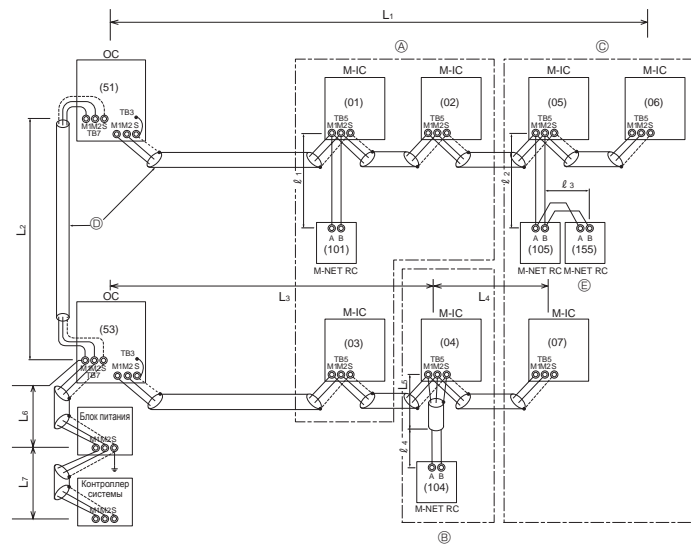 L1
A
C
OC
M-IC
M-IC
M-IC
M-IC
(51)
(01)
(02)
(05)
(06)
TB3
TB5
TB5
TB5
TB5
M1M2S
M1M2S
M1M2S
M1M2S
M1M2S
M1M2S
TB7
ℓ1
ℓ2
ℓ3
L2
D
A B
A B
A B
(101)
(105)
(155)
M-NET RC
M-NET RC
M-NET RC
E
L3
L4
OC
M-IC
M-IC
M-IC
(53)
(03)
(04)
(07)
TB3
TB5
TB5
TB5
M1M2S
M1M2S
M1M2S
M1M2S
M1M2S
TB7
L5
L6
Блок питания
M1M2S
ℓ4
A B
(104)
M-NET RC
L7
Контроллер
системы
M1M2S
B